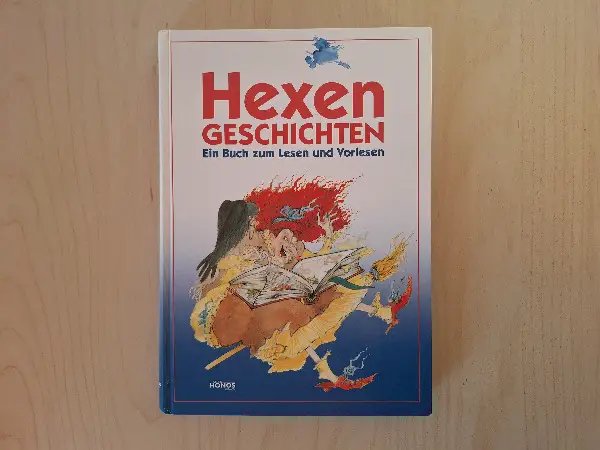 Hexen
GESCHICHTEN
Ein Buch zum Lesen und Vorlesen
HONOS